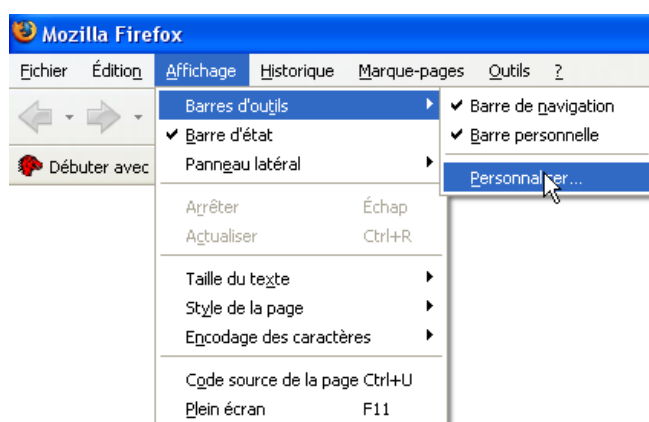 Mozilla Firefox
Fichier Édition Affichage Historique Marque-pages Outils ?
Barres d'outils
Barre de navigation
Barre d'état
Barre personnelle
Débuter avec
Panneau latéral
Personnaliser...
Arrêter Échap
Actualiser Ctrl+R
Taille du texte
Style de la page
Encodage des caractères
Code source de la page Ctrl+U
Plein écran F11